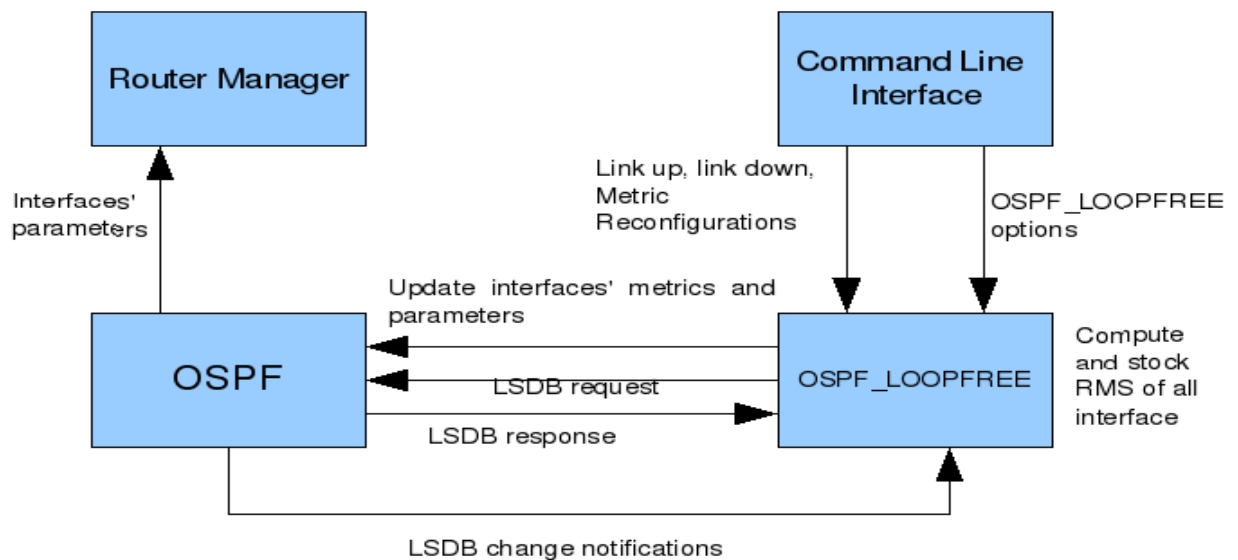 Router Manager
Command Line
Interface
Link up, link down,
Metric
Reconfigurations
Interfaces'
parameters
OSPF_LOOPFREE
options
Update interfaces' metrics and
parameters
OSPF
LSDB request
OSPF_LOOPFREE
Compute
and stock
RMS of all
interface
LSDB response
LSDB change notifications